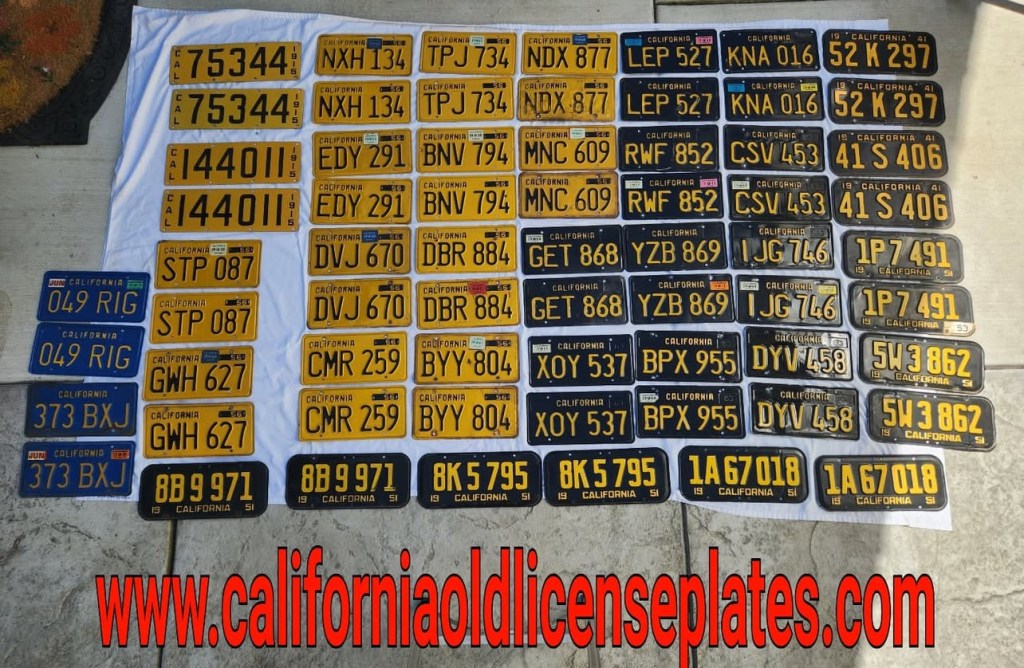 CAL 75344 1915
CALIFORNIA 56 NXH 134
CALIFORNIA 56 TPJ 734
CALIFORNIA NDX 877
CALIFORNIA LEP 527
CALIFORNIA KNA 016
19 CALIFORNIA 41 52 K 297
CAL 75344 1915
CALIFORNIA 56 NXH 134
CALIFORNIA 56 TPJ 734
CALIFORNIA NDX 877
CALIFORNIA LEP 527
CALIFORNIA KNA 016
19 CALIFORNIA 41 52 K 297
CAL 144011 1915
CALIFORNIA 56 EDY 291
CALIFORNIA 56 BNV 794
CALIFORNIA MNC 609
CALIFORNIA RWF 852
CALIFORNIA CSV 453
19 CALIFORNIA 41 41 S 406
CAL 144011 1915
CALIFORNIA 56 EDY 291
CALIFORNIA 56 BNV 794
CALIFORNIA MNC 609
CALIFORNIA RWF 852
CALIFORNIA CSV 453
19 CALIFORNIA 41 41 S 406
CALIFORNIA 56 STP 087
CALIFORNIA 56 DVJ 670
CALIFORNIA 56 DBR 884
CALIFORNIA GET 868
CALIFORNIA YZB 869
CALIFORNIA IJG 746
1P7 491 19 CALIFORNIA 51
JUN CALIFORNIA 049 RIG
CALIFORNIA 56 STP 087
CALIFORNIA 56 DVJ 670
CALIFORNIA DBR 884
CALIFORNIA GET 868
CALIFORNIA YZB 869
CALIFORNIA IJG 746
1P7 491 19 CALIFORNIA 53
CALIFORNIA 049 RIG
CALIFORNIA 56 GWH 627
CALIFORNIA 56 CMR 259
CALIFORNIA 56 BYY 804
CALIFORNIA XOY 537
CALIFORNIA BPX 955
CALIFORNIA DYV 458
5W3 862 19 CALIFORNIA 51
CALIFORNIA 373 BXJ
CALIFORNIA 56 GWH 627
CALIFORNIA 56 CMR 259
CALIFORNIA 56 BYY 804
CALIFORNIA XOY 537
CALIFORNIA BPX 955
CALIFORNIA DYV 458
5W3 862 19 CALIFORNIA 51
JUN CALIFORNIA 373 BXJ
8B9 971 19 CALIFORNIA 51
8B9 971 19 CALIFORNIA 51
8K5 795 19 CALIFORNIA 51
8K5 795 19 CALIFORNIA 51
1A67018 19 CALIFORNIA 51
1A67018 19 CALIFORNIA 51
www.californiaoldlicenseplates.com